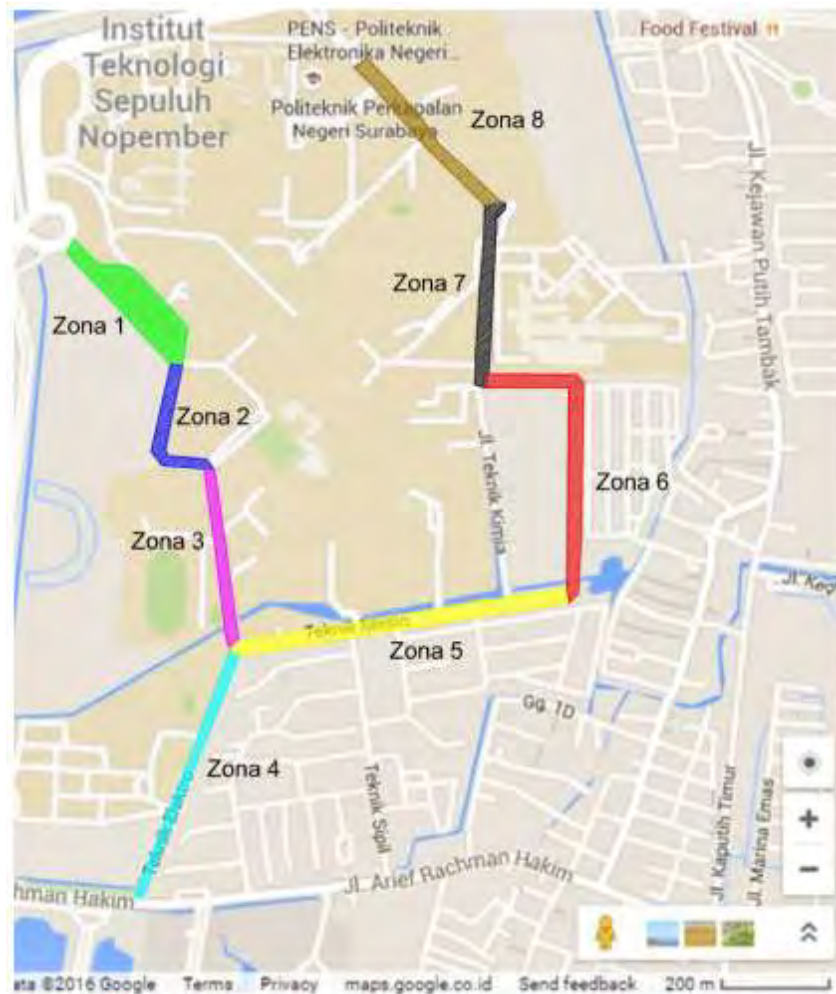 Institut
Teknologi
Sepuluh
Nopember
PENS - Politeknik
Elektronika Negeri...
Politeknik Perkapalan
Negeri Surabaya
Food Festival
Zona 8
Jl. Kejawan Putih Tambak
Zona 7
Zona 1
Zona 2
Jl. Teknik Kimia
Zona 6
Zona 3
Jl. Kej
Teknik
Zona 5
Gg. 1D
Zona 4
Teknik Elektro
Teknik Sipil
Jl. Kaputih Timur
Jl. Marina Emas
Jl. Arief Rachman Hakim
hman Hakim
ata ©2016 Google Terms Privacy maps.google.co.id Send feedback 200 m